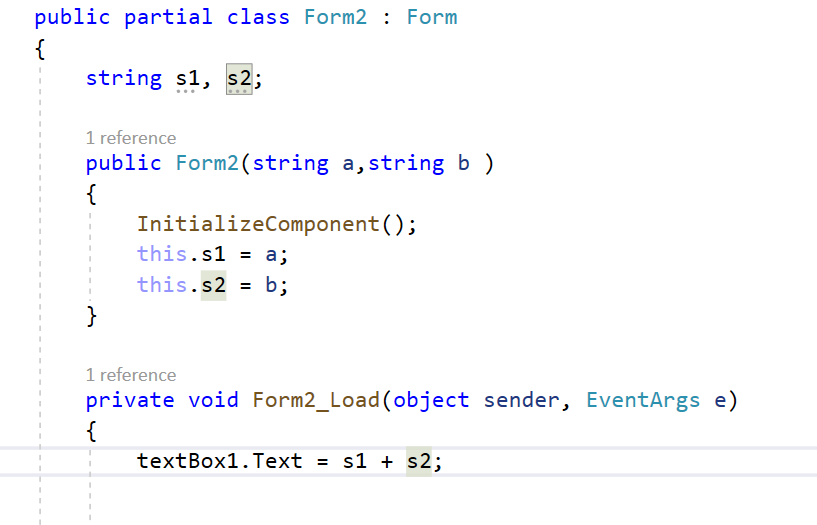 public partial class Form2 : Form
{
string s1, s2;
1 reference
public Form2(string a,string b )
{
InitializeComponent();
this.s1 = a;
this.s2 = b;
}
1 reference
private void Form2_Load(object sender, EventArgs e)
{
textBox1.Text = s1 + s2;